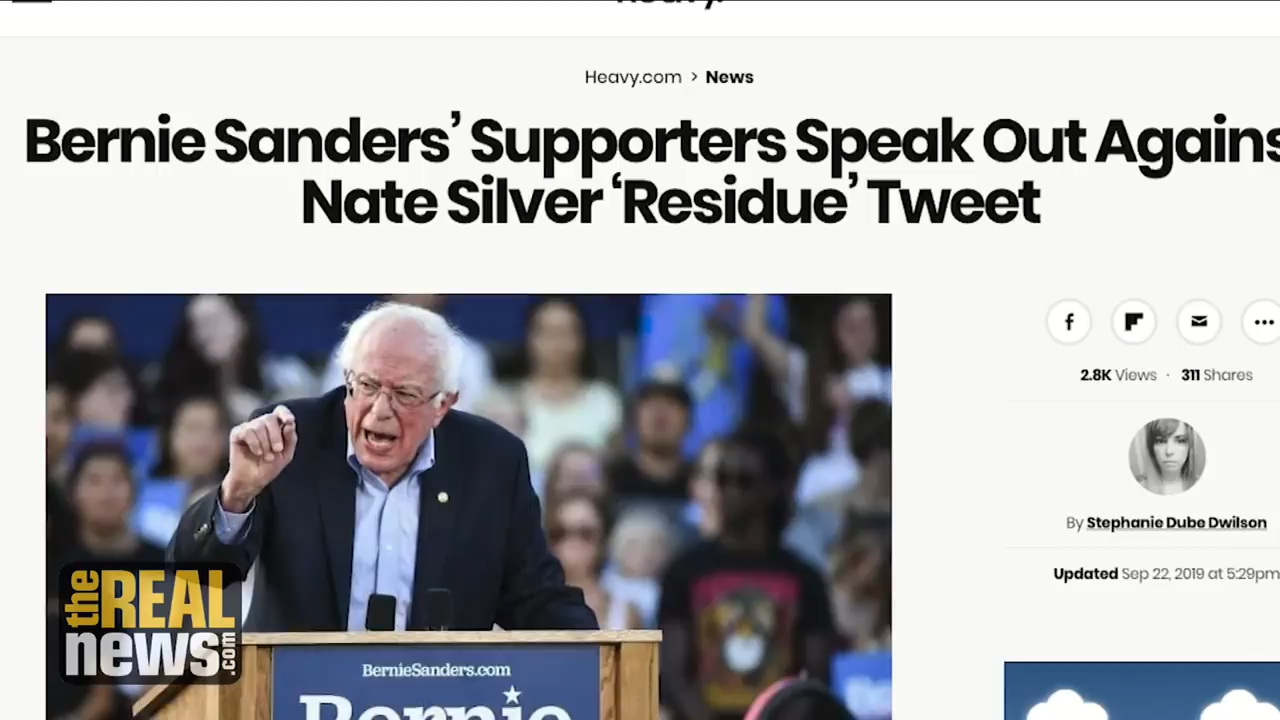 Heavy.com > News
Bernie Sanders’ Supporters Speak Out Agains
Nate Silver ‘Residue’ Tweet
2.8K Views · 311 Shares
By Stephanie Dube Dwilson
Updated Sep 22, 2019 at 5:29pm
BernieSanders.com
Bernie
the REAL
news.com